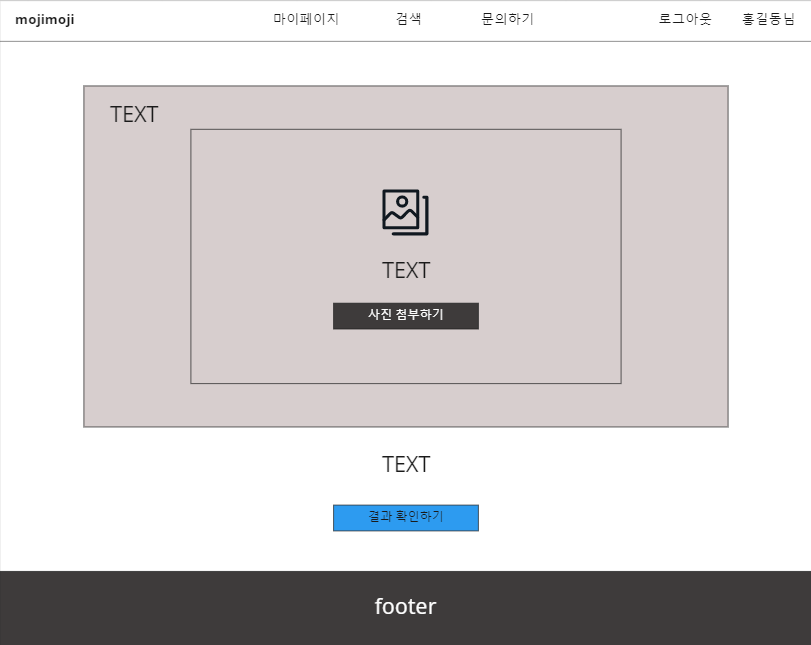 mojimoji 마이페이지 검색 문의하기 로그아웃 홍길동님
TEXT
TEXT
사진 첨부하기
TEXT
결과 확인하기
footer